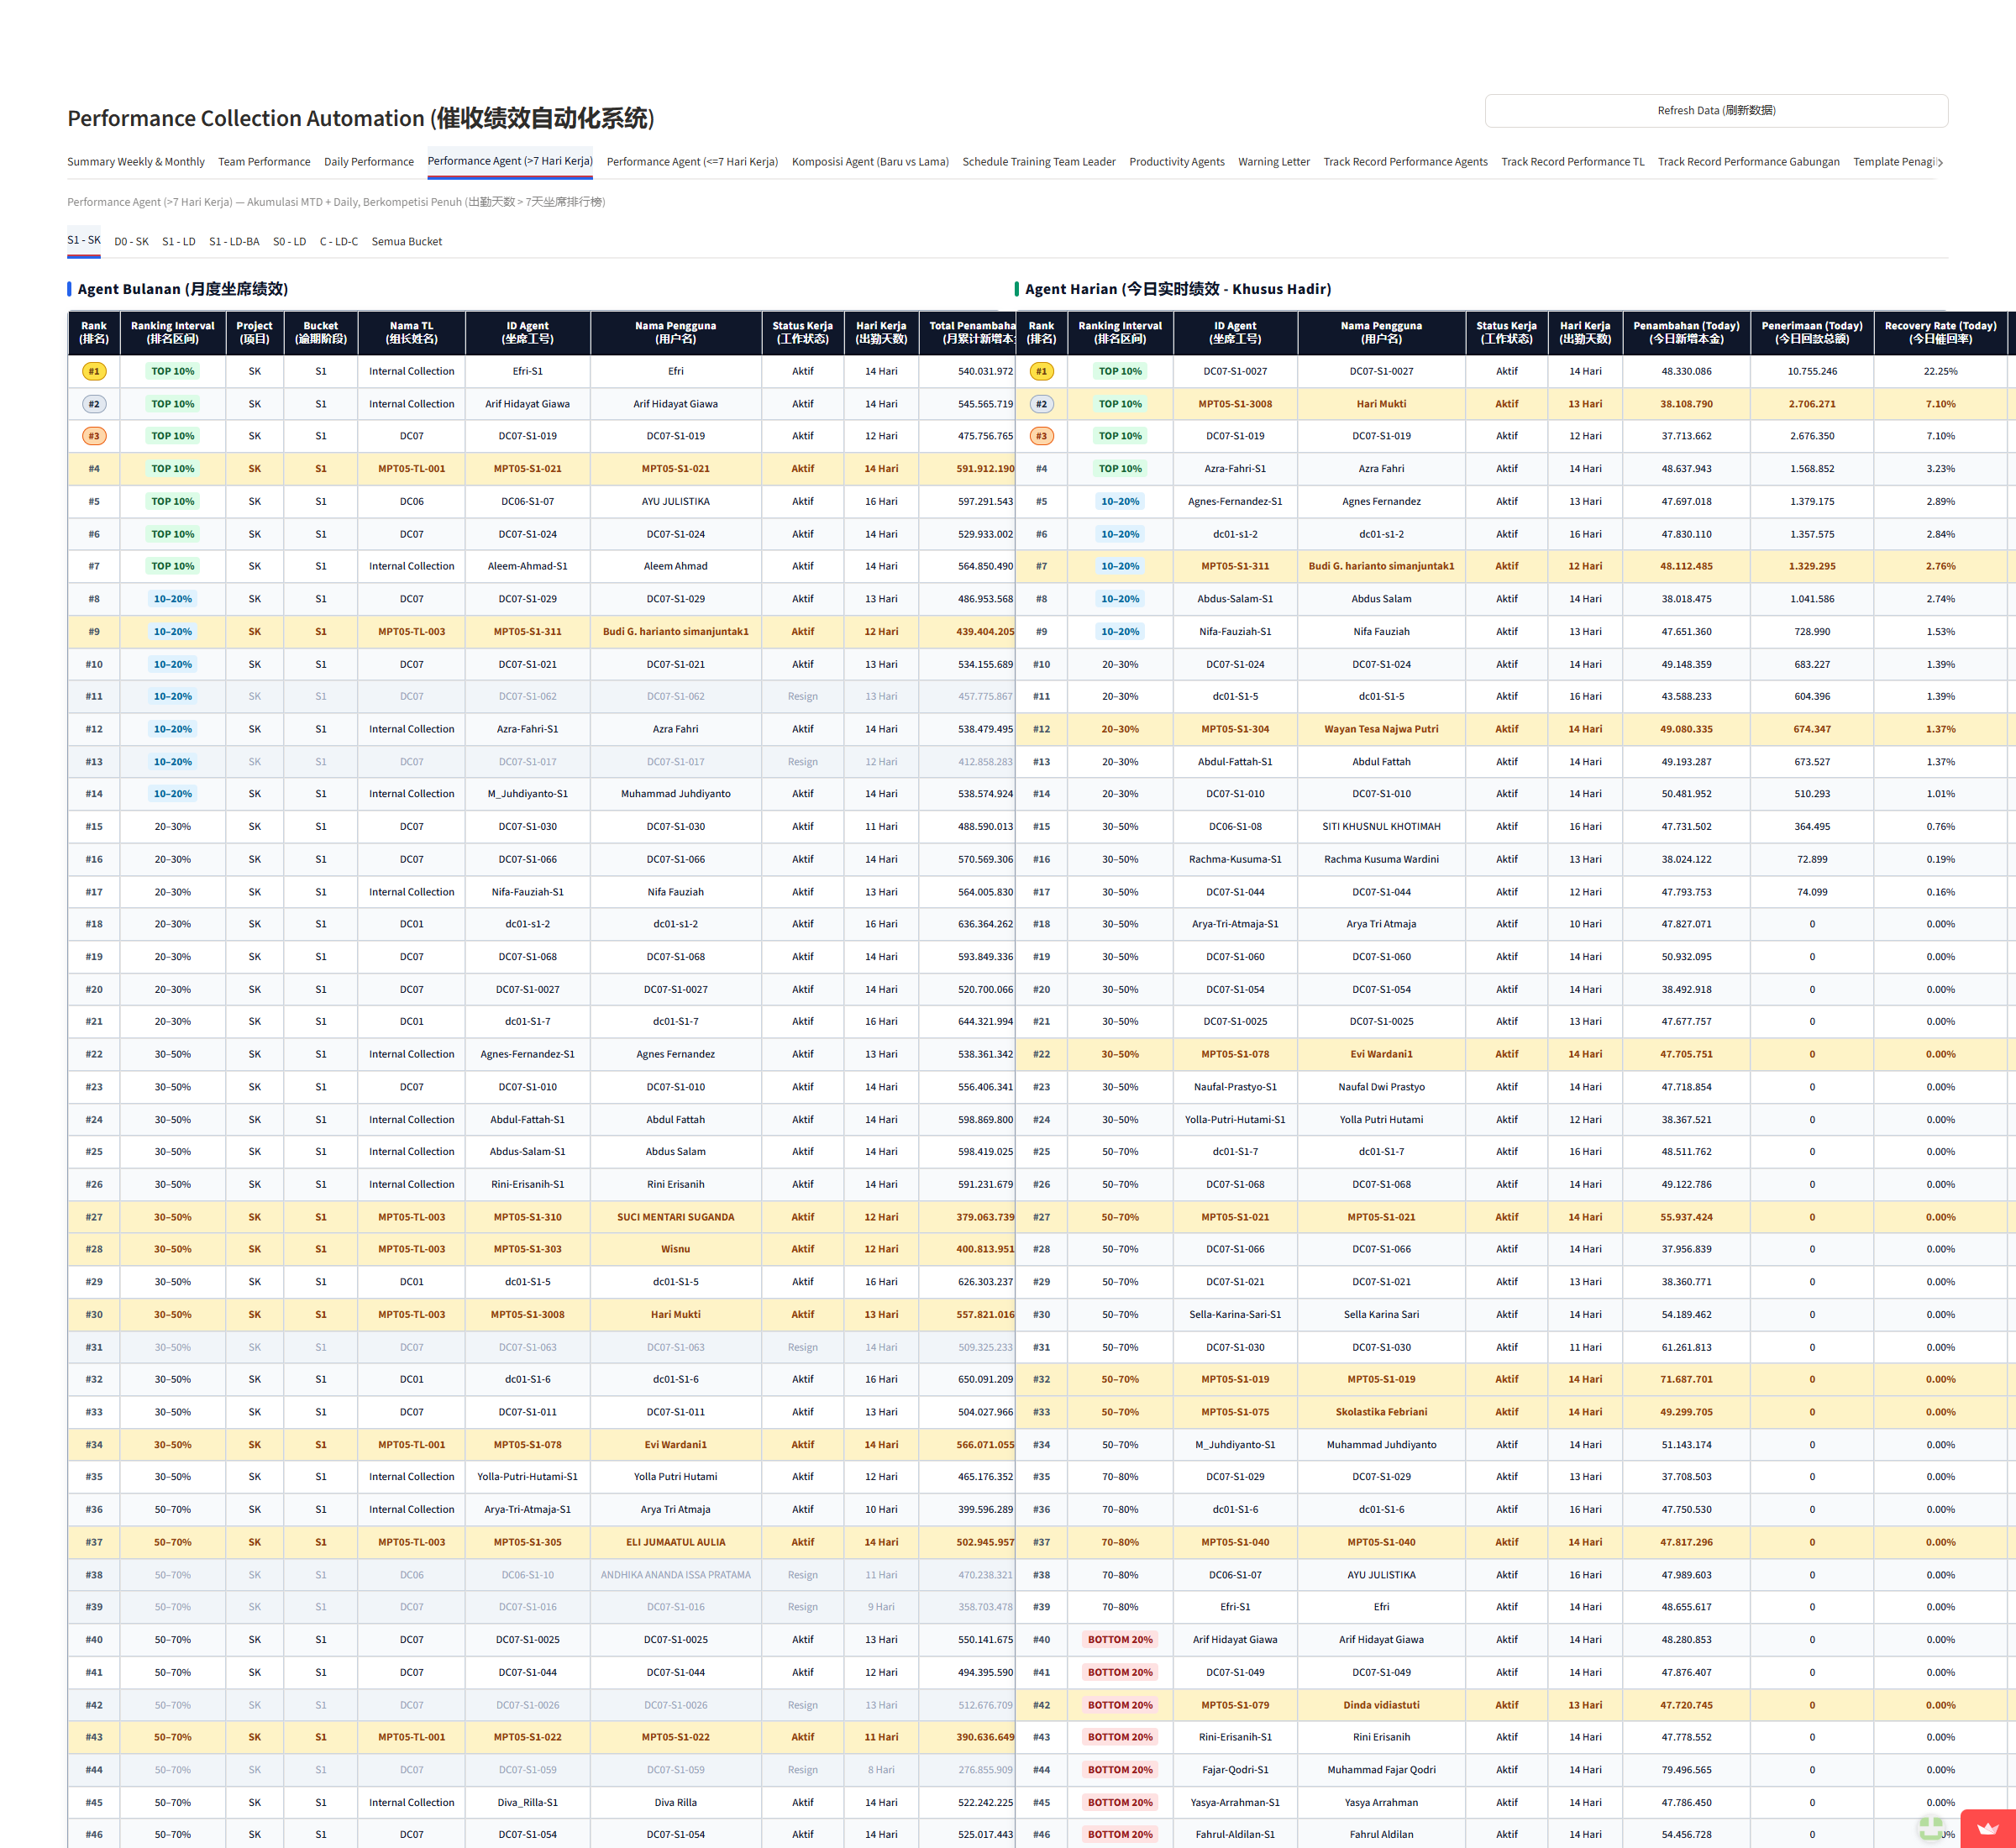 Performance Collection Automation (催收绩效自动化系统)
Refresh Data (刷新数据)
Summary Weekly & Monthly Team Performance Daily Performance Performance Agent (>7 Hari Kerja) Performance Agent (<=7 Hari Kerja) Komposisi Agent (Baru vs Lama) Schedule Training Team Leader Productivity Agents Warning Letter Track Record Performance Agents Track Record Performance TL Track Record Performance Gabungan Template
Performance Agent (>7 Hari Kerja) — Akumulasi MTD + Daily, Berkompetisi Penuh (出勤天数 > 7天坐席排行榜)
S1 - SK D0 - SK S1 - LD S1 - LD-BA S0 - LD C - LD-C Semua Bucket
Agent Bulanan (月度坐席绩效)
Rank Ranking Interval Project Bucket Nama TL ID Agent Nama Pengguna Status Kerja Hari Kerja Total
(排名) (排名区间) (项目) (逾期阶段) (组长姓名) (坐席工号) (用户名) (工作状态) (出勤天数)
#1 TOP 10% SK S1 Internal Collection Efri-S1 Efri Aktif 14 Hari 540.031.972
#2 TOP 10% SK S1 Internal Collection Arif Hidayat Giawa Arif Hidayat Giawa Aktif 14 Hari 545.565.719
#3 TOP 10% SK S1 DC07 DC07-S1-019 DC07-S1-019 Aktif 12 Hari 475.756.765
#4 TOP 10% SK S1 MPT05-TL-001 MPT05-S1-021 MPT05-S1-021 Aktif 14 Hari 591.912.190
#5 TOP 10% SK S1 DC06 DC06-S1-07 AYU JULISTIKA Aktif 16 Hari 597.291.543
#6 TOP 10% SK S1 DC07 DC07-S1-024 DC07-S1-024 Aktif 14 Hari 529.933.002
#7 TOP 10% SK S1 Internal Collection Aleem-Ahmad-S1 Aleem Ahmad Aktif 14 Hari 564.850.490
#8 10–20% SK S1 DC07 DC07-S1-029 DC07-S1-029 Aktif 13 Hari 486.953.568
#9 10–20% SK S1 MPT05-TL-003 MPT05-S1-311 Budi G. harianto simanjuntak1 Aktif 12 Hari 439.404.205
#10 10–20% SK S1 DC07 DC07-S1-021 DC07-S1-021 Aktif 13 Hari 534.155.689
#11 10–20% SK S1 DC07 DC07-S1-062 DC07-S1-062 Resign 13 Hari 457.775.867
#12 10–20% SK S1 Internal Collection Azra-Fahri-S1 Azra Fahri Aktif 14 Hari 538.479.495
#13 10–20% SK S1 DC07 DC07-S1-017 DC07-S1-017 Resign 12 Hari 412.858.283
#14 10–20% SK S1 Internal Collection M_Juhdiyanto-S1 Muhammad Juhdiyanto Aktif 14 Hari 538.574.924
#15 20–30% SK S1 DC07 DC07-S1-030 DC07-S1-030 Aktif 11 Hari 488.590.013
#16 20–30% SK S1 DC07 DC07-S1-066 DC07-S1-066 Aktif 14 Hari 570.569.306
#17 20–30% SK S1 Internal Collection Nifa-Fauziah-S1 Nifa Fauziah Aktif 13 Hari 564.005.830
#18 20–30% SK S1 DC01 dc01-s1-2 dc01-s1-2 Aktif 16 Hari 636.364.262
#19 20–30% SK S1 DC07 DC07-S1-068 DC07-S1-068 Aktif 14 Hari 593.849.336
#20 20–30% SK S1 DC07 DC07-S1-0027 DC07-S1-0027 Aktif 14 Hari 520.700.066
#21 20–30% SK S1 DC01 dc01-S1-7 dc01-S1-7 Aktif 16 Hari 644.321.994
#22 30–50% SK S1 Internal Collection Agnes-Fernandez-S1 Agnes Fernandez Aktif 13 Hari 538.361.342
#23 30–50% SK S1 DC07 DC07-S1-010 DC07-S1-010 Aktif 14 Hari 556.406.341
#24 30–50% SK S1 Internal Collection Abdul-Fattah-S1 Abdul Fattah Aktif 14 Hari 598.869.800
#25 30–50% SK S1 Internal Collection Abdus-Salam-S1 Abdus Salam Aktif 14 Hari 598.419.025
#26 30–50% SK S1 Internal Collection Rini-Erisanih-S1 Rini Erisanih Aktif 14 Hari 591.231.679
#27 30–50% SK S1 MPT05-TL-003 MPT05-S1-310 SUCI MENTARI SUGANDA Aktif 12 Hari 379.063.739
#28 30–50% SK S1 MPT05-TL-003 MPT05-S1-303 Wisnu Aktif 12 Hari 400.813.951
#29 30–50% SK S1 DC01 dc01-S1-5 dc01-S1-5 Aktif 16 Hari 626.303.237
#30 30–50% SK S1 MPT05-TL-003 MPT05-S1-3008 Hari Mukti Aktif 13 Hari 557.821.016
#31 30–50% SK S1 DC07 DC07-S1-063 DC07-S1-063 Resign 14 Hari 509.325.233
#32 30–50% SK S1 DC01 dc01-S1-6 dc01-S1-6 Aktif 16 Hari 650.091.209
#33 30–50% SK S1 DC07 DC07-S1-011 DC07-S1-011 Aktif 13 Hari 504.027.966
#34 30–50% SK S1 MPT05-TL-001 MPT05-S1-078 Evi Wardani1 Aktif 14 Hari 566.071.055
#35 30–50% SK S1 Internal Collection Yolla-Putri-Hutami-S1 Yolla Putri Hutami Aktif 12 Hari 465.176.352
#36 50–70% SK S1 Internal Collection Arya-Tri-Atmaja-S1 Arya Tri Atmaja Aktif 10 Hari 399.596.289
#37 50–70% SK S1 MPT05-TL-003 MPT05-S1-305 ELI JUMAATUL AULIA Aktif 14 Hari 502.945.957
#38 50–70% SK S1 DC06 DC06-S1-10 ANDHIKA ANANDA ISSA PRATAMA Resign 11 Hari 470.238.321
#39 50–70% SK S1 DC07 DC07-S1-016 DC07-S1-016 Resign 9 Hari 358.703.478
#40 50–70% SK S1 DC07 DC07-S1-0025 DC07-S1-0025 Aktif 13 Hari 550.141.675
#41 50–70% SK S1 DC07 DC07-S1-044 DC07-S1-044 Aktif 12 Hari 494.395.590
#42 50–70% SK S1 DC07 DC07-S1-0026 DC07-S1-0026 Resign 13 Hari 512.676.709
#43 50–70% SK S1 MPT05-TL-001 MPT05-S1-022 MPT05-S1-022 Aktif 11 Hari 390.636.649
#44 50–70% SK S1 DC07 DC07-S1-059 DC07-S1-059 Resign 8 Hari 276.855.909
#45 50–70% SK S1 Internal Collection Diva_Rilla-S1 Diva Rilla Aktif 14 Hari 522.242.225
#46 50–70% SK S1 DC07 DC07-S1-054 DC07-S1-054 Aktif 14 Hari 525.017.443
Agent Harian (今日实时绩效 - Khusus Hadir)
Rank Ranking Interval ID Agent Nama Pengguna Status Kerja Hari Kerja Penambahan (Today) Penerimaan (Today) Recovery Rate (Today)
(排名) (排名区间) (坐席工号) (用户名) (工作状态) (出勤天数) (今日新增本金) (今日回款总额) (今日催回率)
#1 TOP 10% DC07-S1-0027 DC07-S1-0027 Aktif 14 Hari 48.330.086 10.755.246 22.25%
#2 TOP 10% MPT05-S1-3008 Hari Mukti Aktif 13 Hari 38.108.790 2.706.271 7.10%
#3 TOP 10% DC07-S1-019 DC07-S1-019 Aktif 12 Hari 37.713.662 2.676.350 7.10%
#4 TOP 10% Azra-Fahri-S1 Azra Fahri Aktif 14 Hari 48.637.943 1.568.852 3.23%
#5 10–20% Agnes-Fernandez-S1 Agnes Fernandez Aktif 13 Hari 47.697.018 1.379.175 2.89%
#6 10–20% dc01-s1-2 dc01-s1-2 Aktif 16 Hari 47.830.110 1.357.575 2.84%
#7 10–20% MPT05-S1-311 Budi G. harianto simanjuntak1 Aktif 12 Hari 48.112.485 1.329.295 2.76%
#8 10–20% Abdus-Salam-S1 Abdus Salam Aktif 14 Hari 38.018.475 1.041.586 2.74%
#9 10–20% Nifa-Fauziah-S1 Nifa Fauziah Aktif 13 Hari 47.651.360 728.990 1.53%
#10 20–30% DC07-S1-024 DC07-S1-024 Aktif 14 Hari 49.148.359 683.227 1.39%
#11 20–30% dc01-S1-5 dc01-S1-5 Aktif 16 Hari 43.588.233 604.396 1.39%
#12 20–30% MPT05-S1-304 Wayan Tesa Najwa Putri Aktif 14 Hari 49.080.335 674.347 1.37%
#13 20–30% Abdul-Fattah-S1 Abdul Fattah Aktif 14 Hari 49.193.287 673.527 1.37%
#14 20–30% DC07-S1-010 DC07-S1-010 Aktif 14 Hari 50.481.952 510.293 1.01%
#15 30–50% DC06-S1-08 SITI KHUSNUL KHOTIMAH Aktif 16 Hari 47.731.502 364.495 0.76%
#16 30–50% Rachma-Kusuma-S1 Rachma Kusuma Wardini Aktif 13 Hari 38.024.122 72.899 0.19%
#17 30–50% DC07-S1-044 DC07-S1-044 Aktif 12 Hari 47.793.753 74.099 0.16%
#18 30–50% Arya-Tri-Atmaja-S1 Arya Tri Atmaja Aktif 10 Hari 47.827.071 0 0.00%
#19 30–50% DC07-S1-060 DC07-S1-060 Aktif 14 Hari 50.932.095 0 0.00%
#20 30–50% DC07-S1-054 DC07-S1-054 Aktif 14 Hari 38.492.918 0 0.00%
#21 30–50% DC07-S1-0025 DC07-S1-0025 Aktif 13 Hari 47.677.757 0 0.00%
#22 30–50% MPT05-S1-078 Evi Wardani1 Aktif 14 Hari 47.705.751 0 0.00%
#23 30–50% Naufal-Prastyo-S1 Naufal Dwi Prastyo Aktif 14 Hari 47.718.854 0 0.00%
#24 30–50% Yolla-Putri-Hutami-S1 Yolla Putri Hutami Aktif 12 Hari 38.367.521 0 0.00%
#25 50–70% dc01-S1-7 dc01-S1-7 Aktif 16 Hari 48.511.762 0 0.00%
#26 50–70% DC07-S1-068 DC07-S1-068 Aktif 14 Hari 49.122.786 0 0.00%
#27 50–70% MPT05-S1-021 MPT05-S1-021 Aktif 14 Hari 55.937.424 0 0.00%
#28 50–70% DC07-S1-066 DC07-S1-066 Aktif 14 Hari 37.956.839 0 0.00%
#29 50–70% DC07-S1-021 DC07-S1-021 Aktif 13 Hari 38.360.771 0 0.00%
#30 50–70% Sella-Karina-Sari-S1 Sella Karina Sari Aktif 14 Hari 54.189.462 0 0.00%
#31 50–70% DC07-S1-030 DC07-S1-030 Aktif 11 Hari 61.261.813 0 0.00%
#32 50–70% MPT05-S1-019 MPT05-S1-019 Aktif 14 Hari 71.687.701 0 0.00%
#33 50–70% MPT05-S1-075 Skolastika Febriani Aktif 14 Hari 49.299.705 0 0.00%
#34 50–70% M_Juhdiyanto-S1 Muhammad Juhdiyanto Aktif 14 Hari 51.143.174 0 0.00%
#35 70–80% DC07-S1-029 DC07-S1-029 Aktif 13 Hari 37.708.503 0 0.00%
#36 70–80% dc01-S1-6 dc01-S1-6 Aktif 16 Hari 47.750.530 0 0.00%
#37 70–80% MPT05-S1-040 MPT05-S1-040 Aktif 14 Hari 47.817.296 0 0.00%
#38 70–80% DC06-S1-07 AYU JULISTIKA Aktif 16 Hari 47.989.603 0 0.00%
#39 70–80% Efri-S1 Efri Aktif 14 Hari 48.655.617 0 0.00%
#40 BOTTOM 20% Arif Hidayat Giawa Arif Hidayat Giawa Aktif 14 Hari 48.280.853 0 0.00%
#41 BOTTOM 20% DC07-S1-049 DC07-S1-049 Aktif 14 Hari 47.876.407 0 0.00%
#42 BOTTOM 20% MPT05-S1-079 Dinda vidiastuti Aktif 13 Hari 47.720.745 0 0.00%
#43 BOTTOM 20% Rini-Erisanih-S1 Rini Erisanih Aktif 14 Hari 47.778.552 0 0.00%
#44 BOTTOM 20% Fajar-Qodri-S1 Muhammad Fajar Qodri Aktif 14 Hari 79.496.565 0 0.00%
#45 BOTTOM 20% Yasya-Arrahman-S1 Yasya Arrahman Aktif 14 Hari 47.786.450 0 0.00%
#46 BOTTOM 20% Fahrul-Aldilan-S1 Fahrul Aldilan Aktif 14 Hari 54.456.728 0